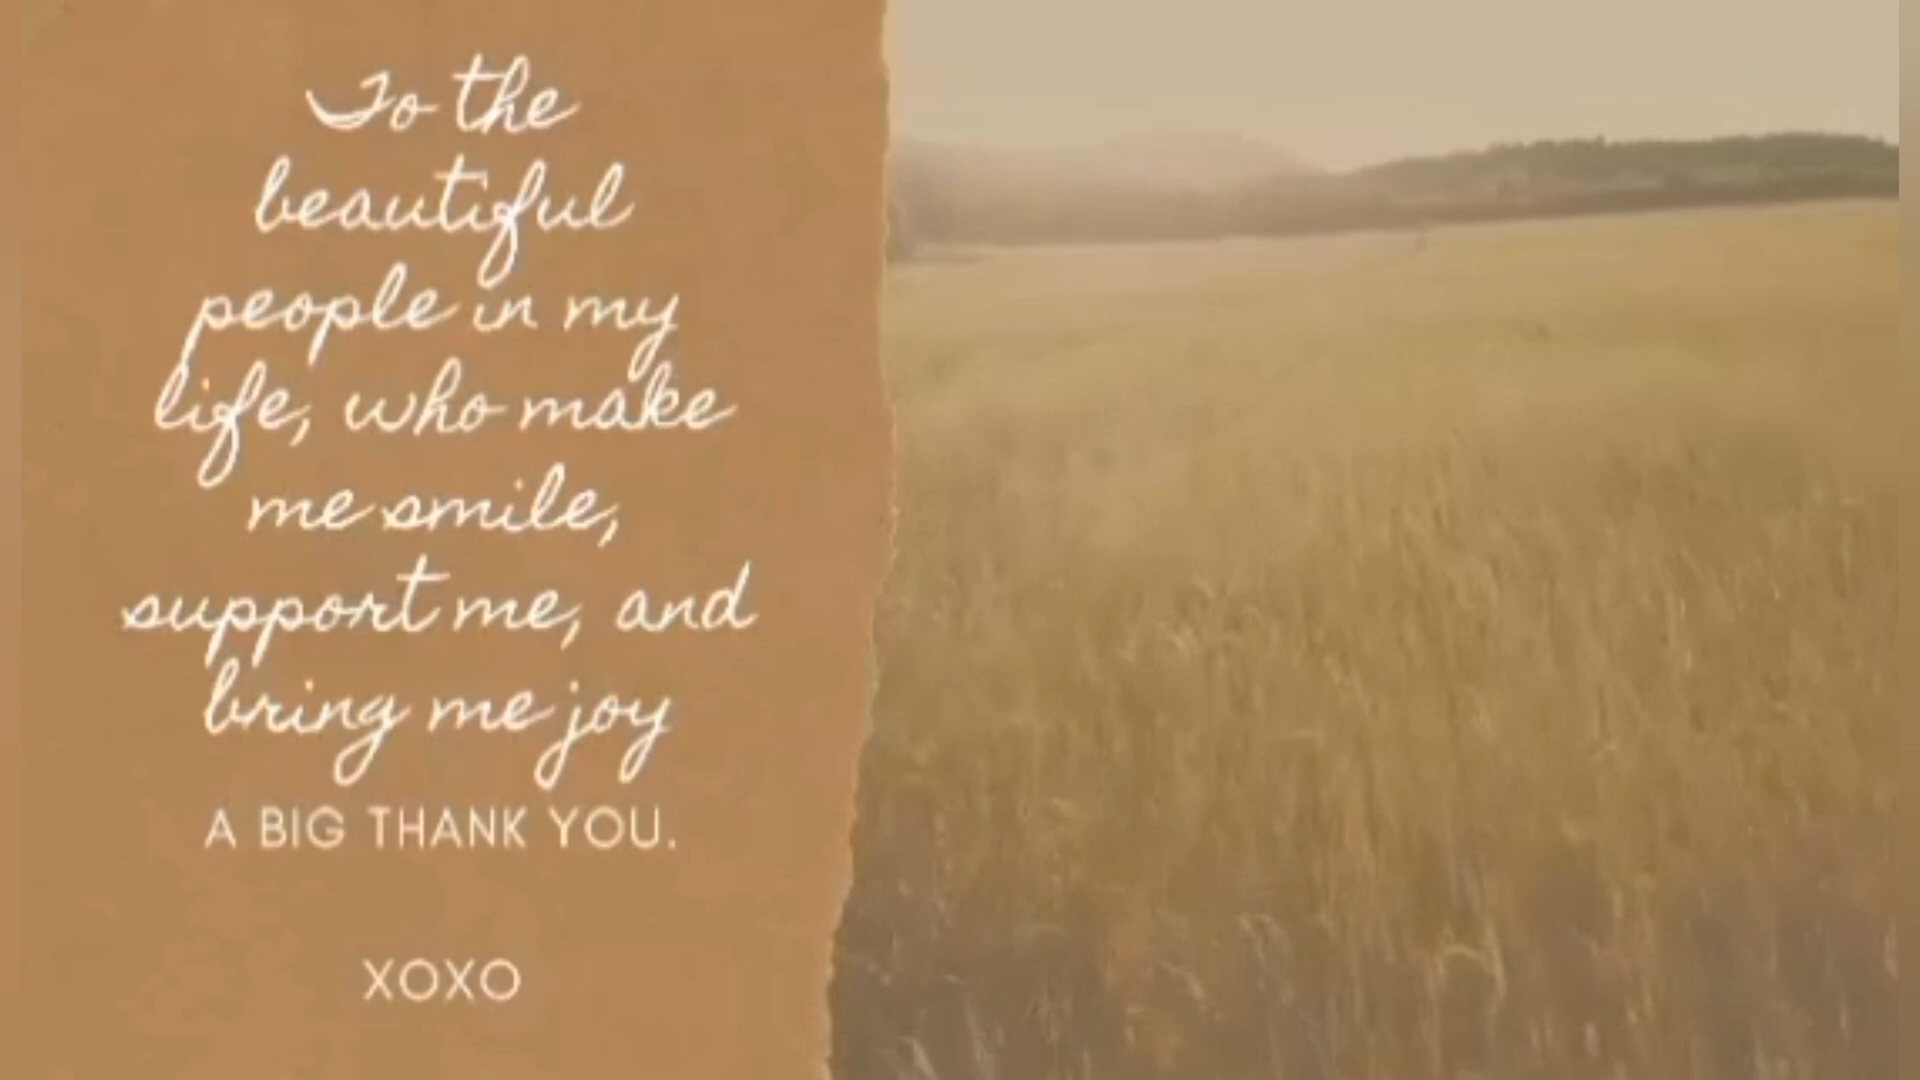 To the
beautiful
people in my
life, who make
me smile,
support me, and
bring me joy
A BIG THANK YOU.
XOXO